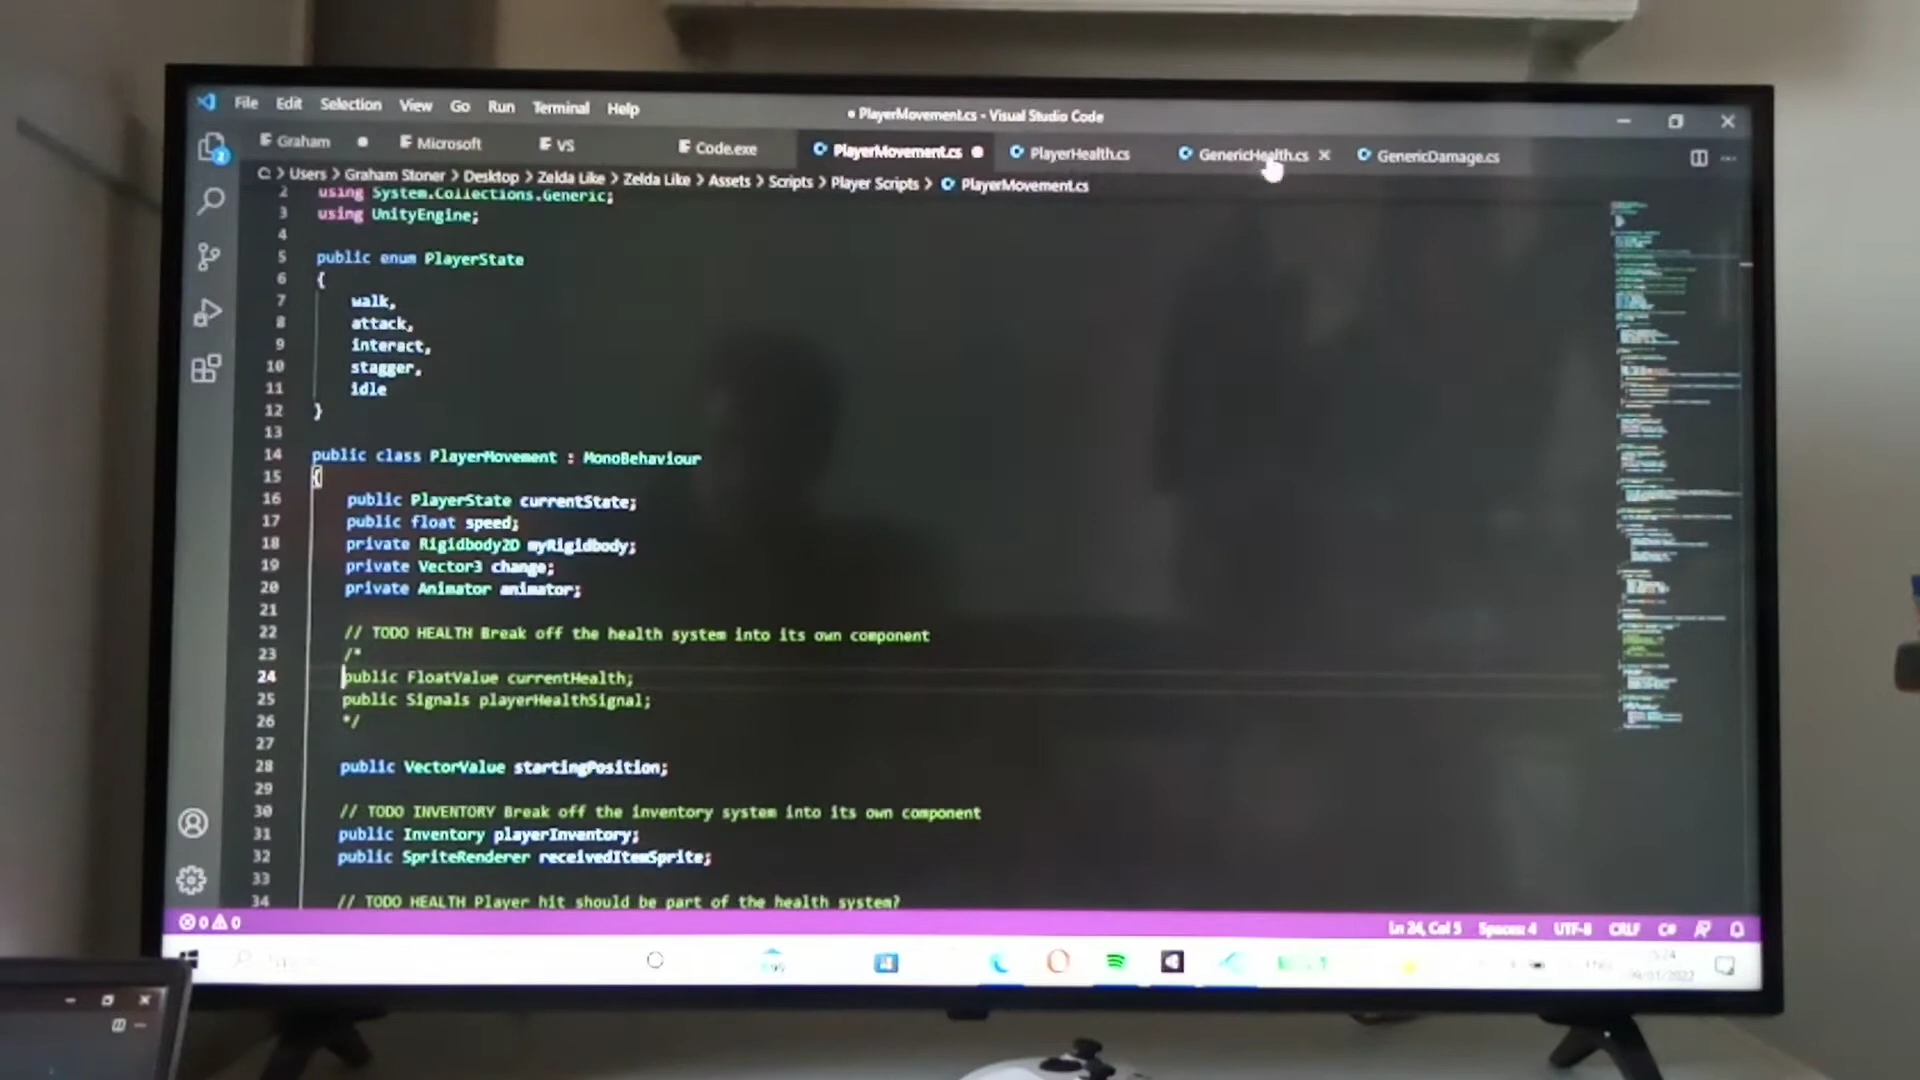 File Edit Selection View Go Run Terminal Help
● PlayerMovement.cs - Visual Studio Code
Graham Microsoft VS Code.exe PlayerMovement.cs PlayerHealth.cs GenericHealth.cs GenericDamage.cs
C: > Users > Graham Stoner > Desktop > Zelda Like > Zelda Like > Assets > Scripts > Player Scripts > PlayerMovement.cs
2 using System.Collections.Generic;
3 using UnityEngine;
4
5 public enum PlayerState
6 {
7 walk,
8 attack,
9 interact,
10 stagger,
11 idle
12 }
13
14 public class PlayerMovement : MonoBehaviour
15 {
16 public PlayerState currentState;
17 public float speed;
18 private Rigidbody2D myRigidbody;
19 private Vector3 change;
20 private Animator animator;
21
22 // TODO HEALTH Break off the health system into its own component
23 /*
24 public FloatValue currentHealth;
25 public Signals playerHealthSignal;
26 */
27
28 public VectorValue startingPosition;
29
30 // TODO INVENTORY Break off the inventory system into its own component
31 public Inventory playerInventory;
32 public SpriteRenderer receivedItemSprite;
33
34 // TODO HEALTH Player hit should be part of the health system?
0 0 Ln 24, Col 5 Spaces: 4 UTF-8 CRLF C#